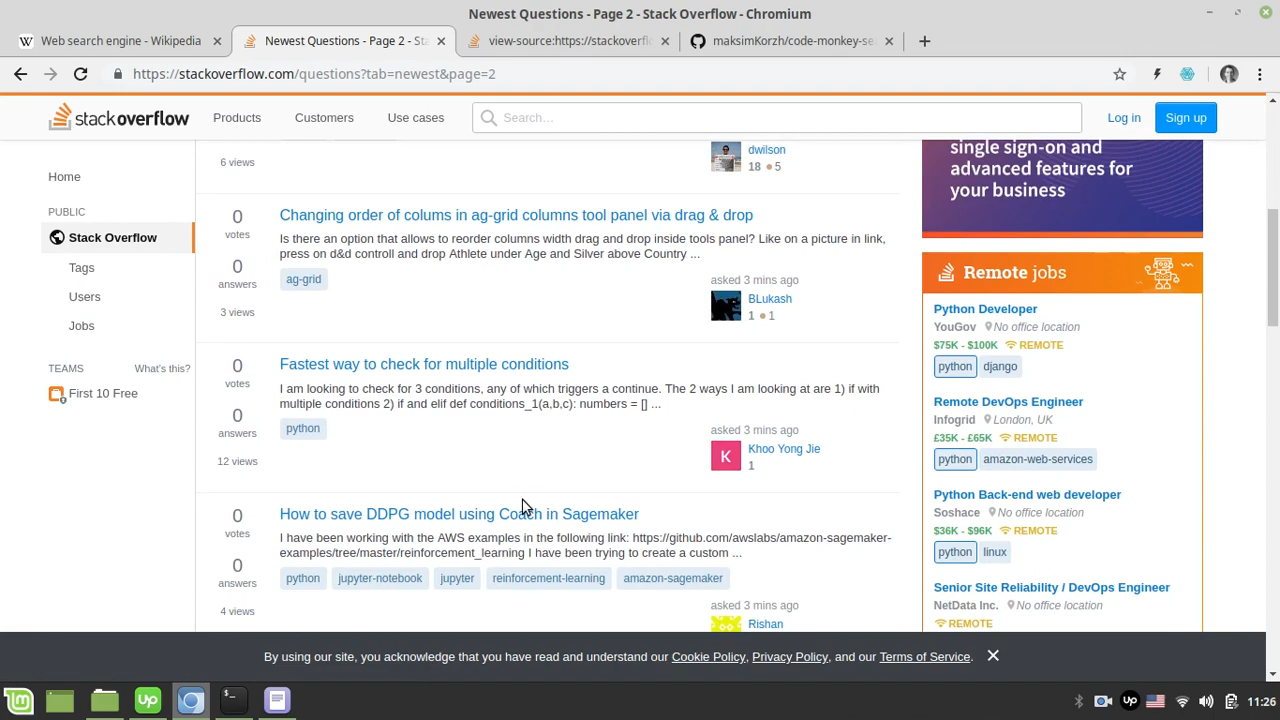 Newest Questions - Page 2 - Stack Overflow - Chromium
Web search engine - Wikipedia
Newest Questions - Page 2 - Sta
view-source:https://stackoverfl
maksimKorzh/code-monkey-se
https://stackoverflow.com/questions?tab=newest&page=2
stackoverflow
Products
Customers
Use cases
Search…
Log in
Sign up
Home
PUBLIC
Stack Overflow
Tags
Users
Jobs
TEAMS
What's this?
First 10 Free
6 views
dwilson
18 5
0
votes
0
answers
3 views
Changing order of colums in ag-grid columns tool panel via drag & drop
Is there an option that allows to reorder columns width drag and drop inside tools panel? Like on a picture in link,
press on d&d controll and drop Athlete under Age and Silver above Country ...
ag-grid
asked 3 mins ago
BLukash
1 1
0
votes
0
answers
12 views
Fastest way to check for multiple conditions
I am looking to check for 3 conditions, any of which triggers a continue. The 2 ways I am looking at are 1) if with
multiple conditions 2) if and elif def conditions_1(a,b,c): numbers = [] ...
python
asked 3 mins ago
K
Khoo Yong Jie
1
0
votes
0
answers
4 views
How to save DDPG model using Coach in Sagemaker
I have been working with the AWS examples in the following link: https://github.com/awslabs/amazon-sagemaker-
examples/tree/master/reinforcement_learning I have been trying to create a custom ...
python jupyter-notebook jupyter reinforcement-learning amazon-sagemaker
asked 3 mins ago
Rishan
single sign-on and
advanced features for
your business
Remote jobs
Python Developer
YouGov No office location
$75K - $100K REMOTE
python django
Remote DevOps Engineer
Infogrid London, UK
£35K - £65K REMOTE
python amazon-web-services
Python Back-end web developer
Soshace No office location
$36K - $96K REMOTE
python linux
Senior Site Reliability / DevOps Engineer
NetData Inc. No office location
REMOTE
By using our site, you acknowledge that you have read and understand our Cookie Policy, Privacy Policy, and our Terms of Service.
Up
Up
11:26